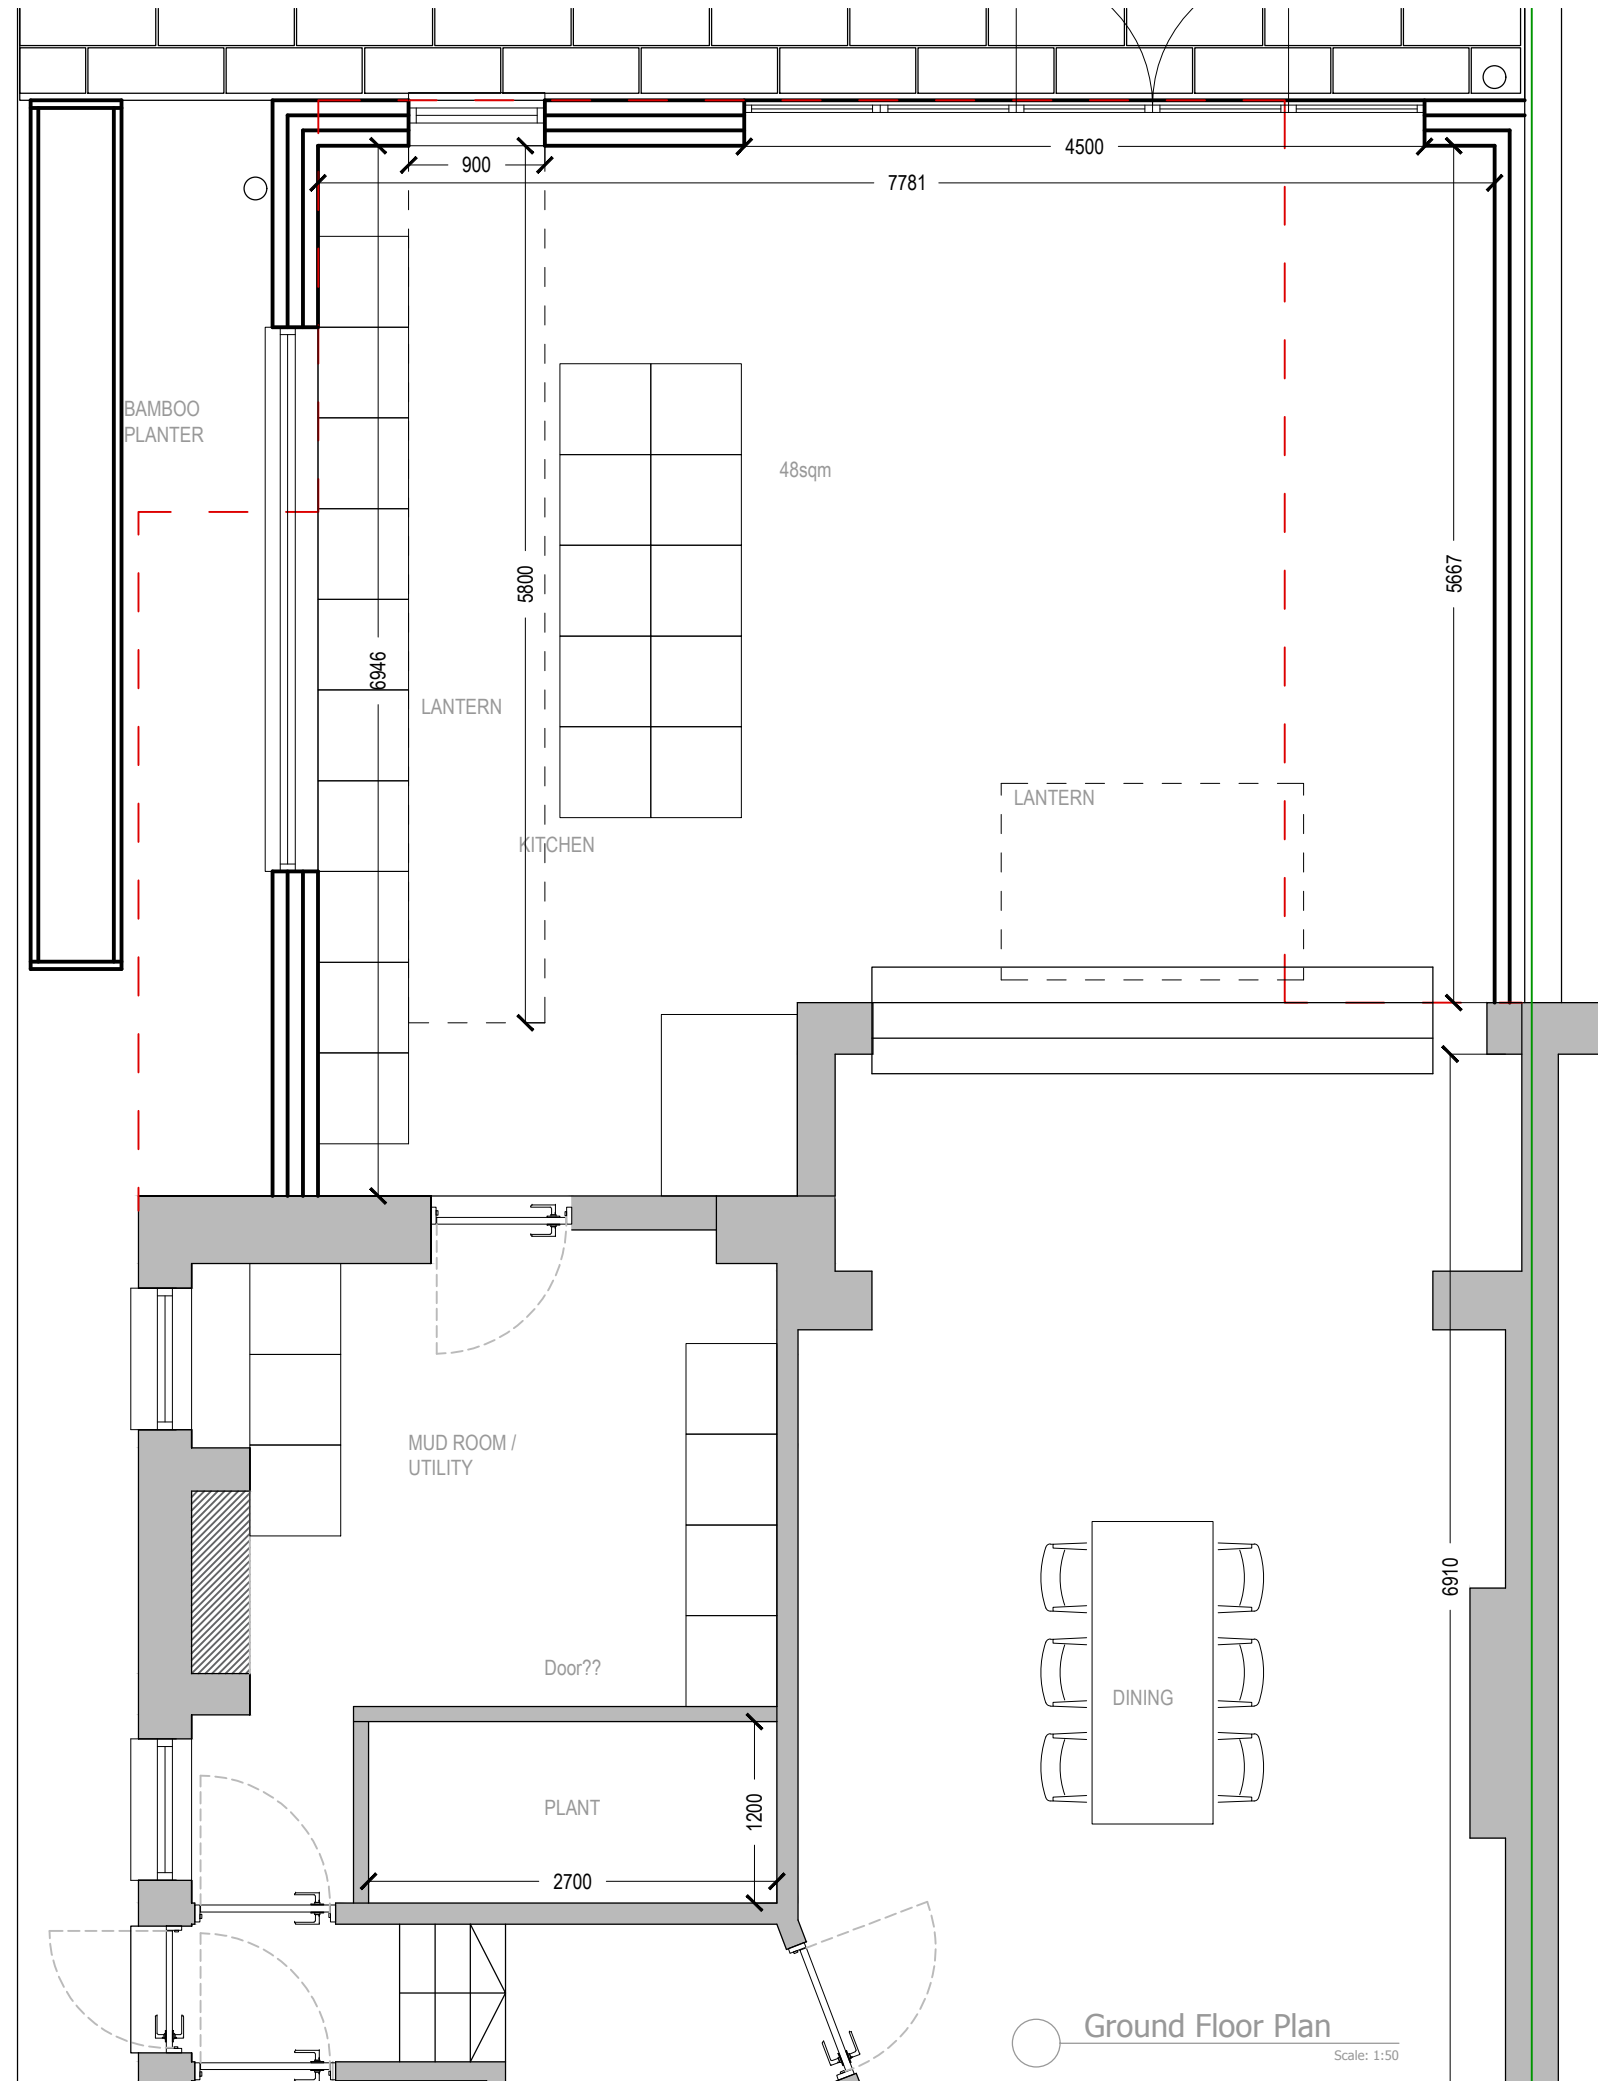 900
4500
7781
BAMBOO
PLANTER
48sqm
5800
5667
6946
LANTERN
LANTERN
KITCHEN
MUD ROOM /
UTILITY
6910
Door??
DINING
PLANT
1200
2700
Ground Floor Plan
Scale: 1:50